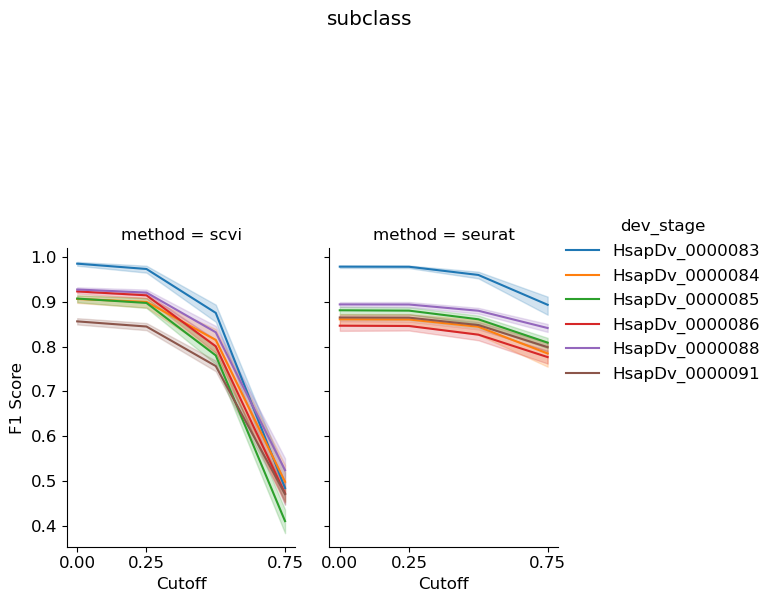 subclass
method = scvi
method = seurat
dev_stage
HsapDv_0000083
HsapDv_0000084
HsapDv_0000085
HsapDv_0000086
HsapDv_0000088
HsapDv_0000091
F1 Score
1.0
0.9
0.8
0.7
0.6
0.5
0.4
0.00 0.25 0.75
0.00 0.25 0.75
Cutoff
Cutoff